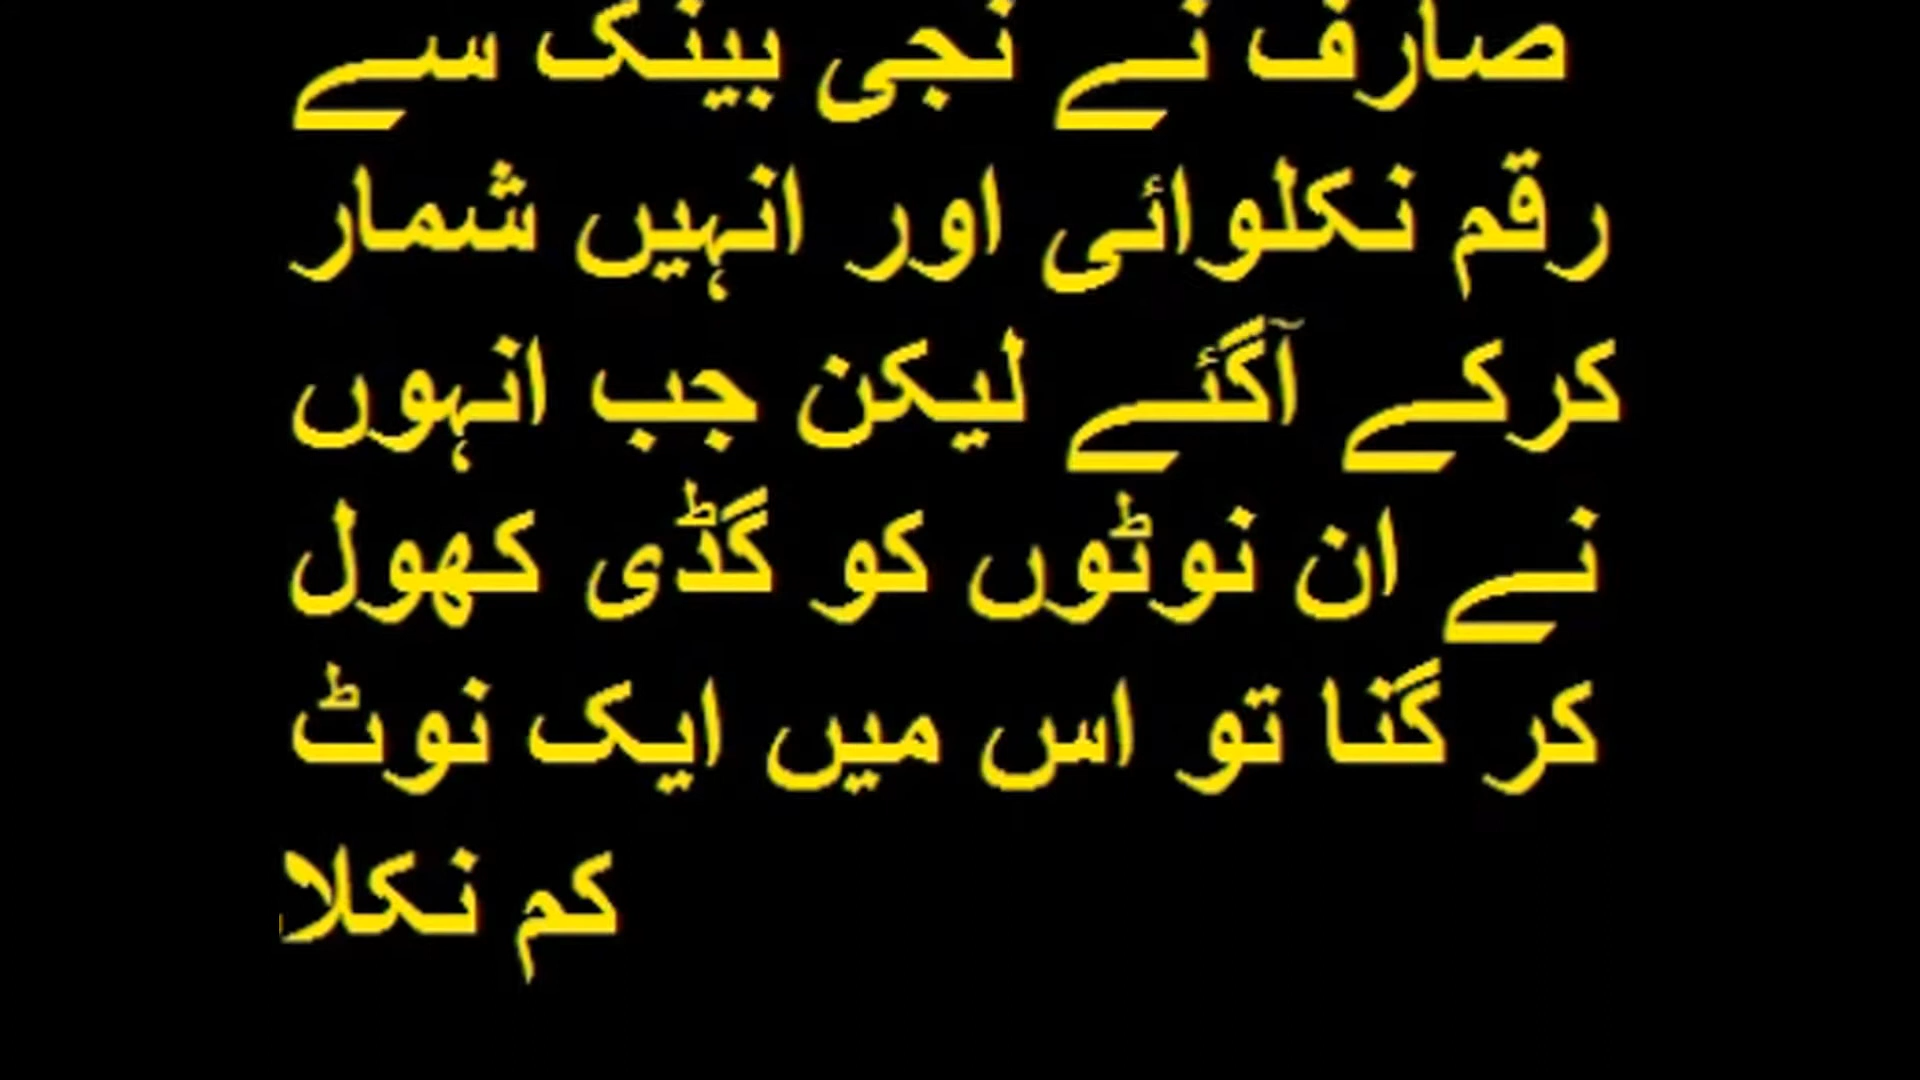 صارف نے نجی بینک سے
رقم نکلوائی اور انہیں شمار
کرکے آگئے لیکن جب انہوں
نے ان نوٹوں کو گڈی کھول
کر گنا تو اس میں ایک نوٹ
کم نکلا